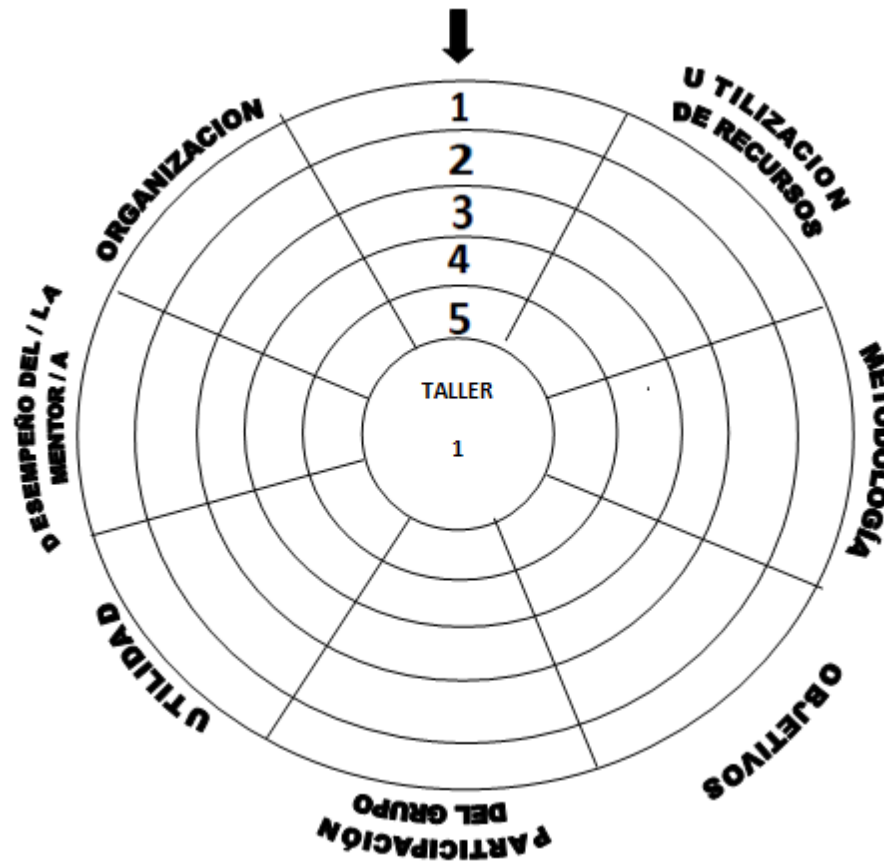 1
2
3
4
5
TALLER
1
U TILIZACION
DE RECURSOS
METODOLOGÍA
OBJETIVOS
PARTICIPACIÓN
DEL GRUPO
UTILIDAD
DESEMPEÑO DEL / LA
MENTOR / A
ORGANIZACION